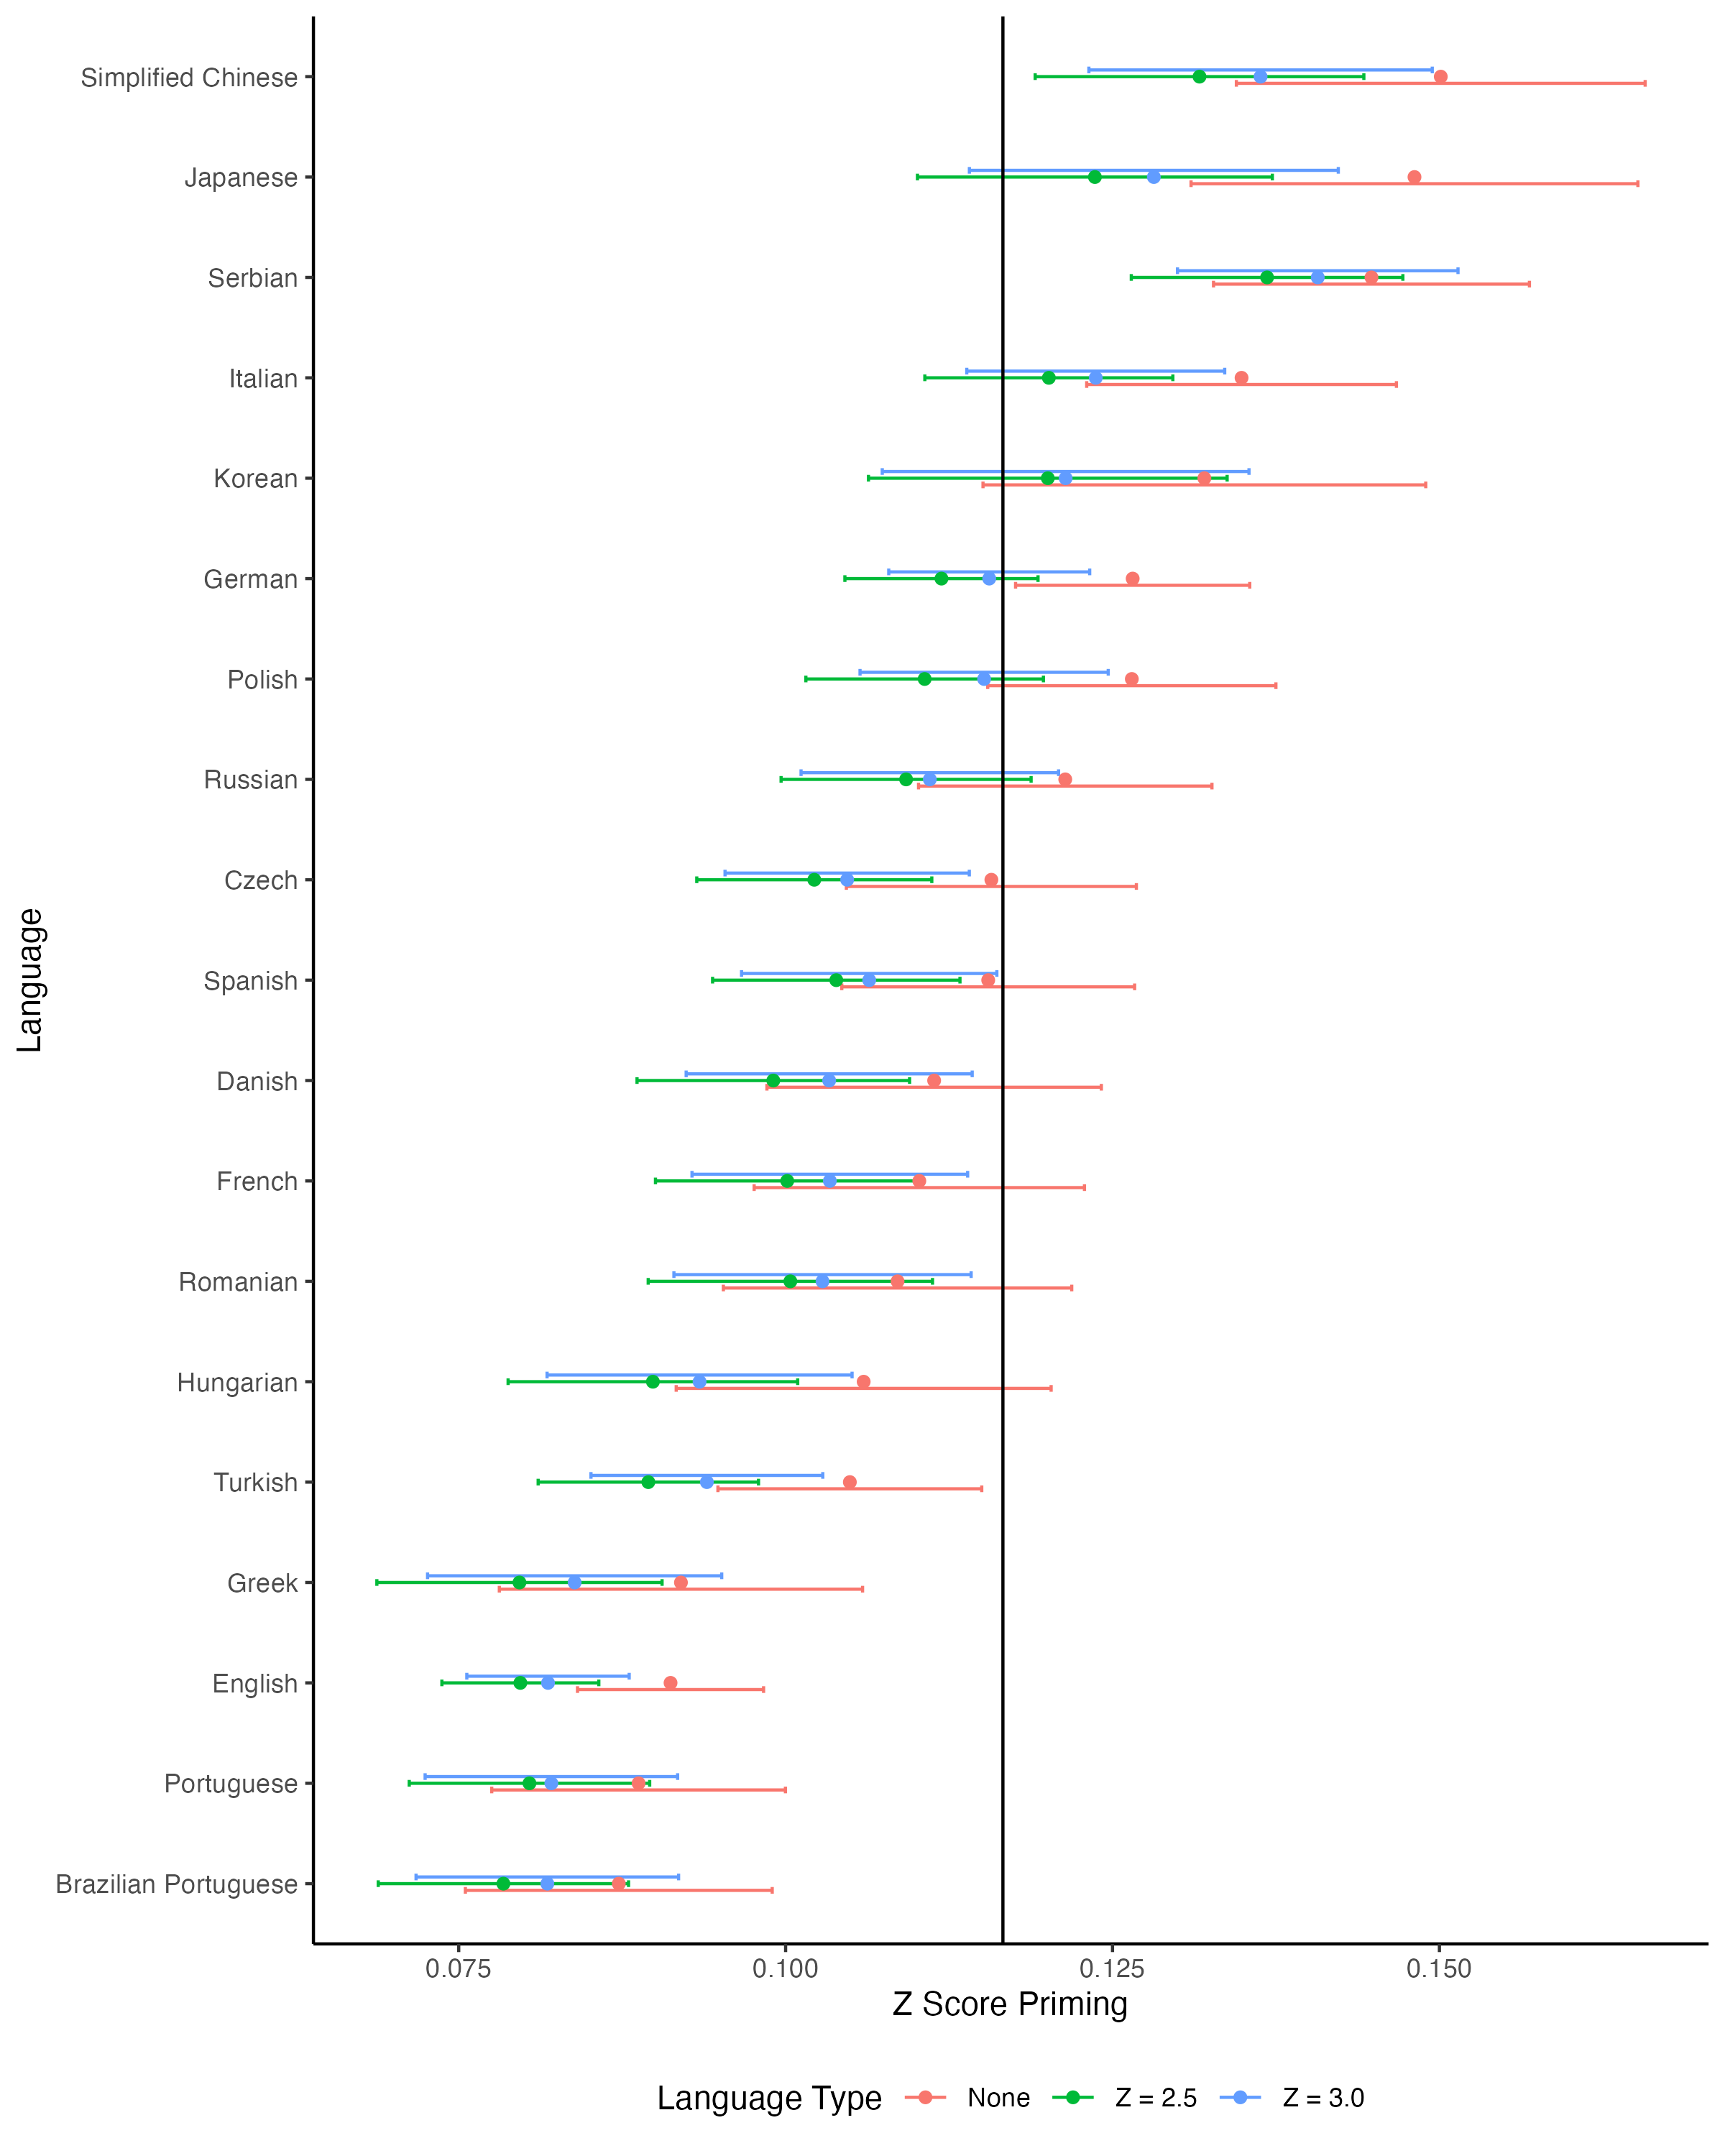 Simplified Chinese
Japanese
Serbian
Italian
Korean
German
Polish
Russian
Czech
Spanish
Danish
French
Romanian
Hungarian
Turkish
Greek
English
Portuguese
Brazilian Portuguese
Language
0.075 0.100 0.125 0.150
Z Score Priming
Language Type None Z = 2.5 Z = 3.0